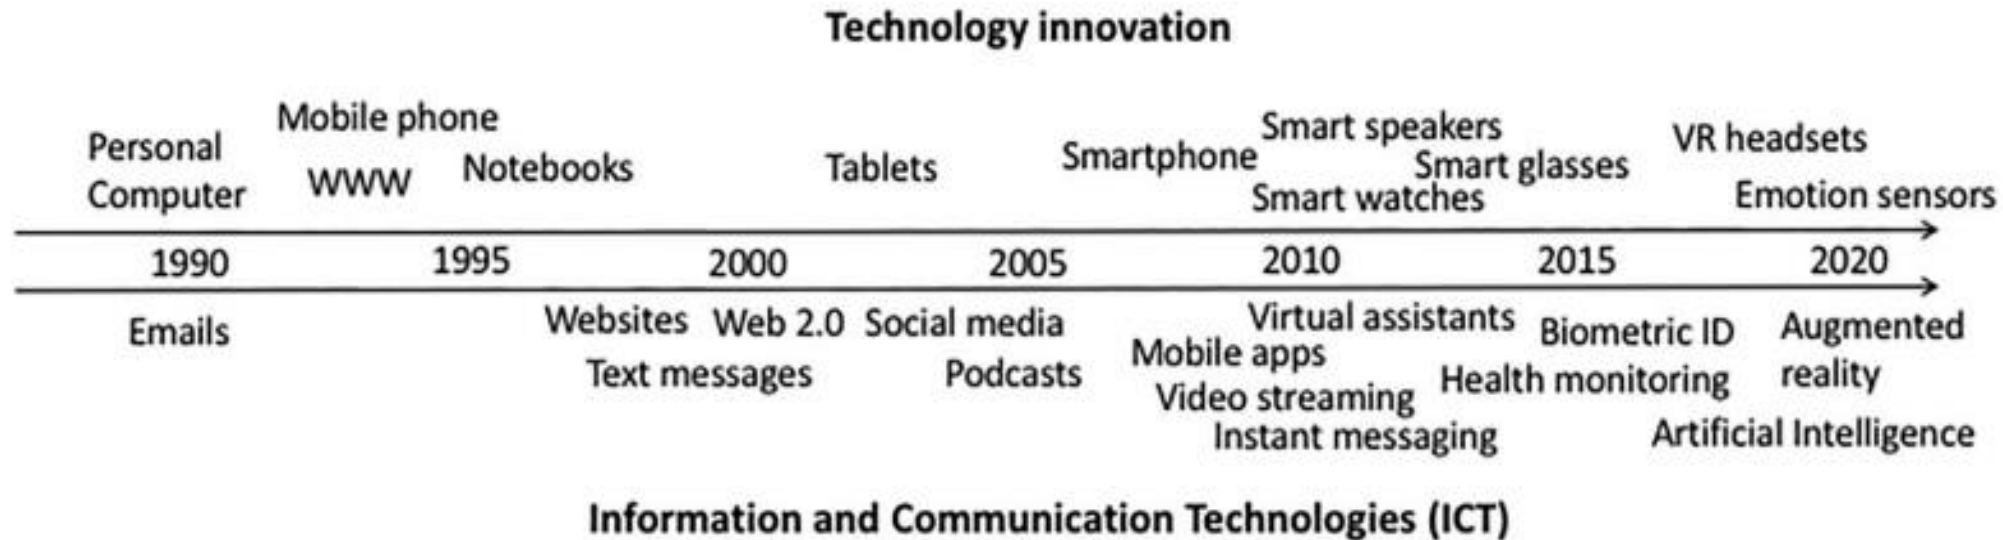 Technology innovation
Mobile phone
Personal
Computer
WWW
Notebooks
Tablets
Smartphone
Smart speakers
Smart glasses
Smart watches
VR headsets
Emotion sensors
1990 1995 2000 2005 2010 2015 2020
Emails
Websites
Web 2.0
Social media
Text messages
Podcasts
Virtual assistants
Mobile apps
Video streaming
Instant messaging
Biometric ID
Health monitoring
Augmented
reality
Artificial Intelligence
Information and Communication Technologies (ICT)